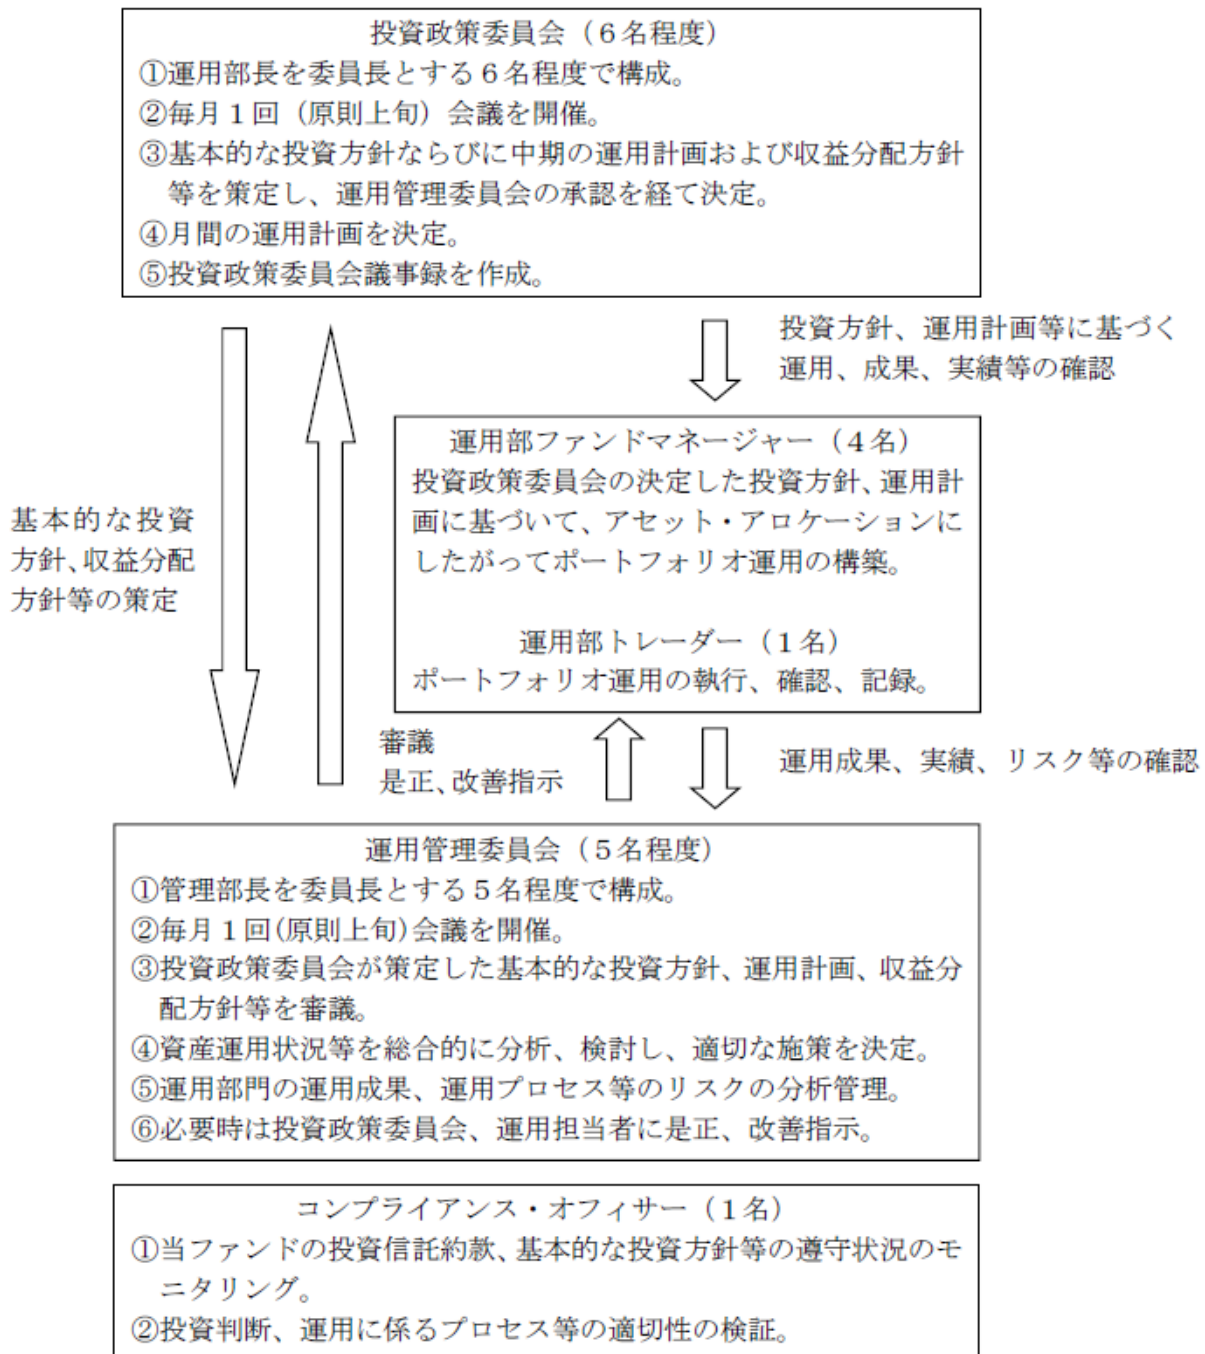 投資政策委員会（６名程度）
①運用部長を委員長とする６名程度で構成。
②毎月１回（原則上旬）会議を開催。
③基本的な投資方針ならびに中期の運用計画および収益分配方針
等を策定し、運用管理委員会の承認を経て決定。
④月間の運用計画を決定。
⑤投資政策委員会議事録を作成。
投資方針、運用計画等に基づく
運用、成果、実績等の確認
運用部ファンドマネージャー（４名）
投資政策委員会の決定した投資方針、運用計
画に基づいて、アセット・アロケーションに
したがってポートフォリオ運用の構築。
運用部トレーダー（１名）
ポートフォリオ運用の執行、確認、記録。
基本的な投資
方針、収益分配
方針等の策定
審議
是正、改善指示
運用成果、実績、リスク等の確認
運用管理委員会（５名程度）
①管理部長を委員長とする５名程度で構成。
②毎月１回(原則上旬)会議を開催。
③投資政策委員会が策定した基本的な投資方針、運用計画、収益分
配方針等を審議。
④資産運用状況等を総合的に分析、検討し、適切な施策を決定。
⑤運用部門の運用成果、運用プロセス等のリスクの分析管理。
⑥必要時は投資政策委員会、運用担当者に是正、改善指示。
コンプライアンス・オフィサー（１名）
①当ファンドの投資信託約款、基本的な投資方針等の遵守状況のモ
ニタリング。
②投資判断、運用に係るプロセス等の適切性の検証。